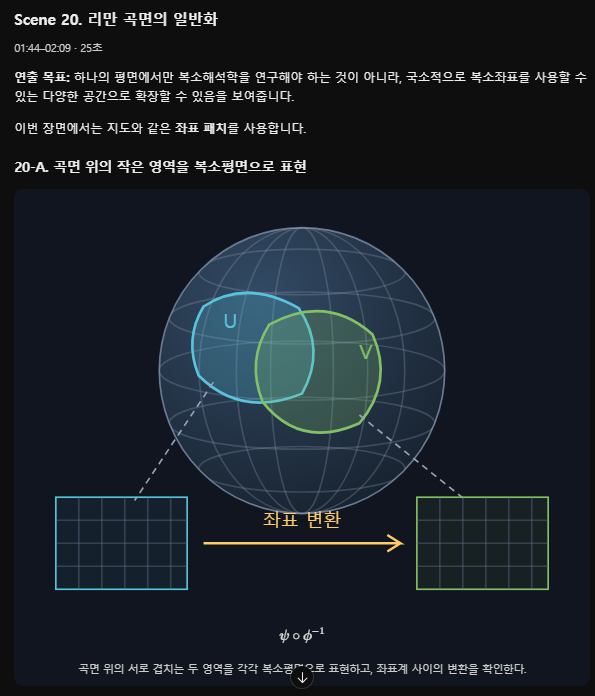 Scene 20. 리만 곡면의 일반화
01:44–02:09 · 25초
연출 목표: 하나의 평면에서만 복소해석학을 연구해야 하는 것이 아니라, 국소적으로 복소좌표를 사용할 수
있는 다양한 공간으로 확장할 수 있음을 보여줍니다.
이번 장면에서는 지도와 같은 좌표 패치를 사용합니다.
20-A. 곡면 위의 작은 영역을 복소평면으로 표현
U
V
좌표 변환
ψ ∘ ϕ⁻¹
곡면 위의 서로 겹치는 두 영역을 각각 복소평면으로 표현하고, 좌표계 사이의 변환을 확인한다.